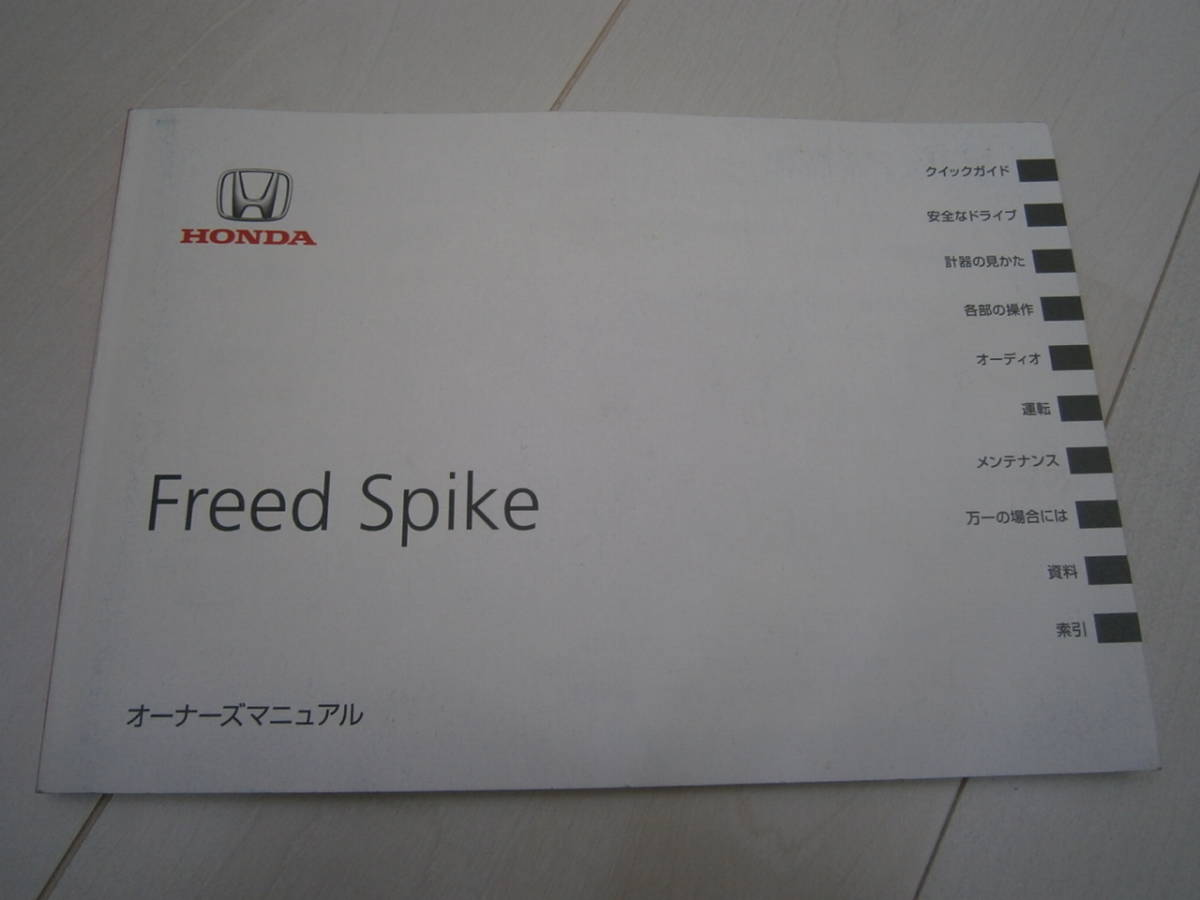 HONDA
Freed Spike
オーナーズマニュアル
クイックガイド
安全なドライブ
計器の見かた
各部の操作
オーディオ
運転
メンテナンス
万一の場合には
資料
索引